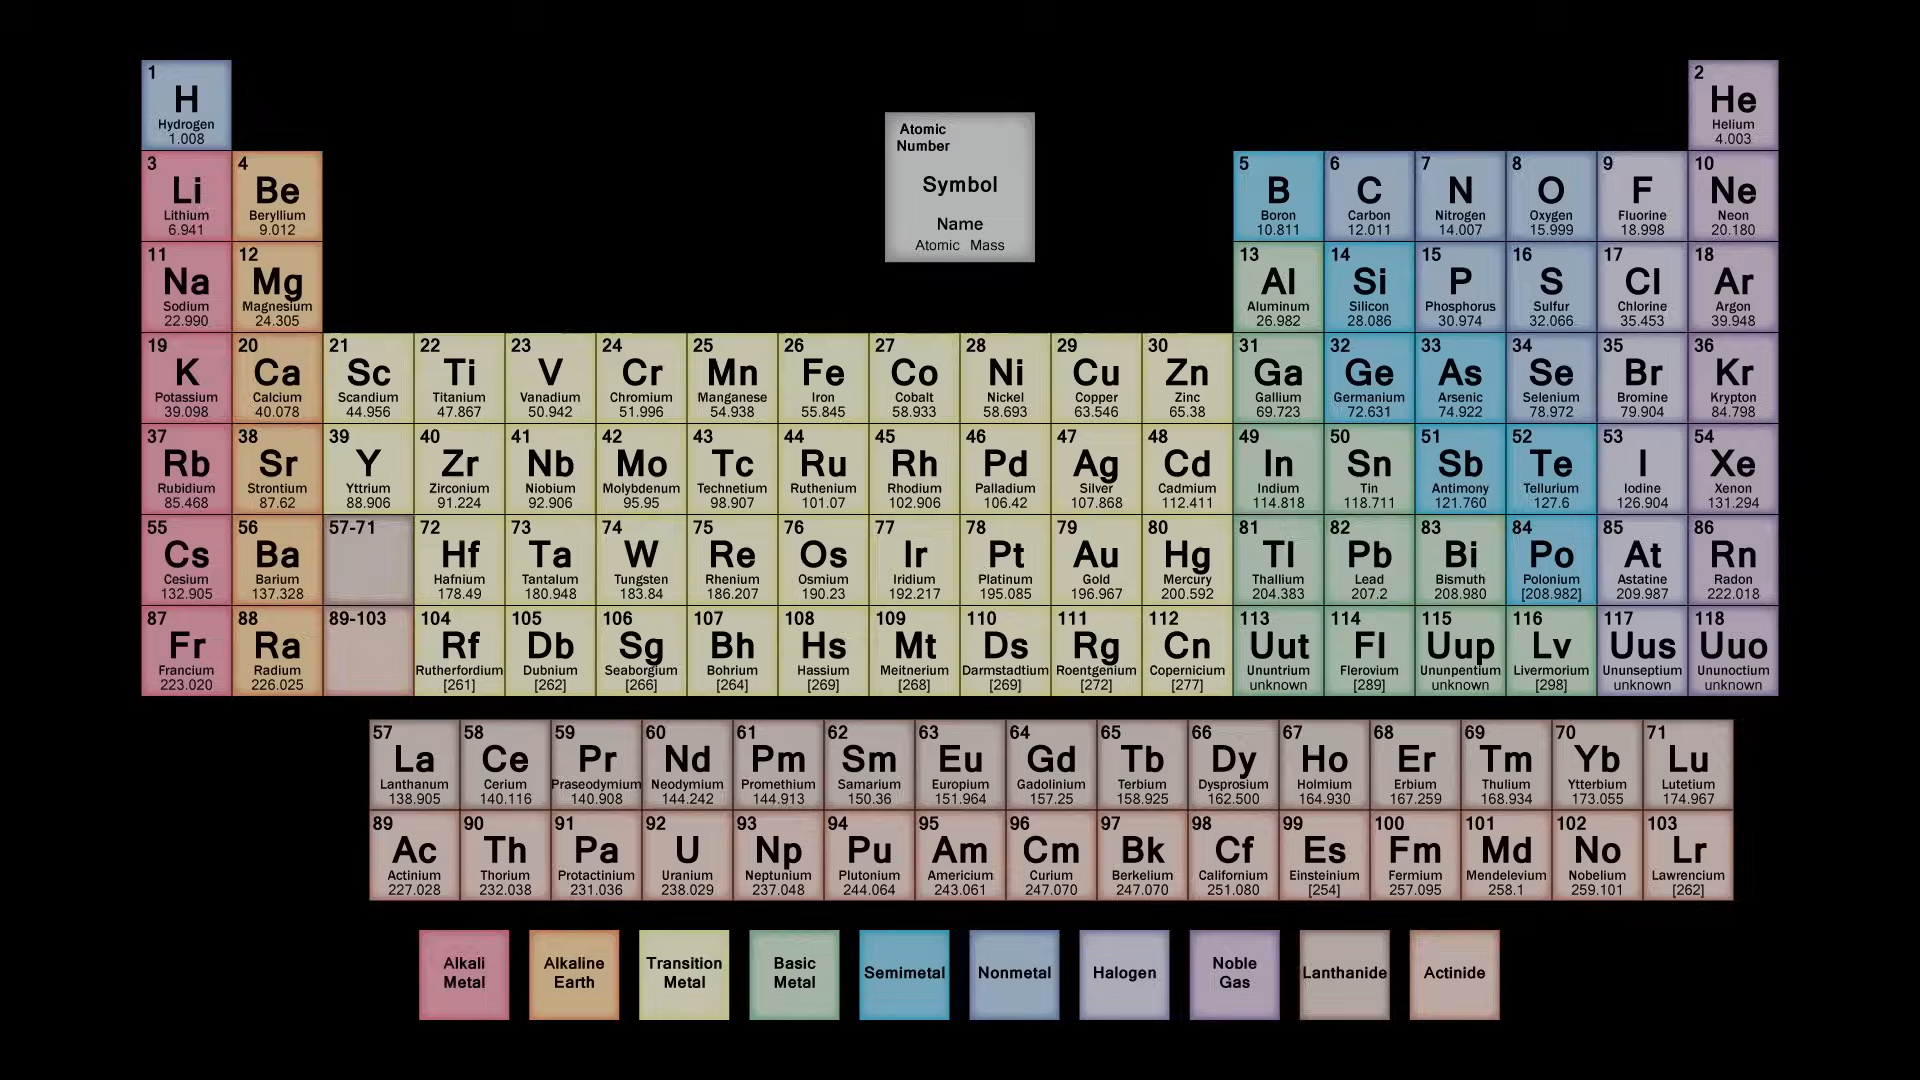 1
H
Hydrogen
1.008
2
He
Helium
4.003
Atomic
Number
Symbol
Name
Atomic Mass
3
Li
Lithium
6.941
4
Be
Beryllium
9.012
5
B
Boron
10.811
6
C
Carbon
12.011
7
N
Nitrogen
14.007
8
O
Oxygen
15.999
9
F
Fluorine
18.998
10
Ne
Neon
20.180
11
Na
Sodium
22.990
12
Mg
Magnesium
24.305
13
Al
Aluminum
26.982
14
Si
Silicon
28.086
15
P
Phosphorus
30.974
16
S
Sulfur
32.066
17
Cl
Chlorine
35.453
18
Ar
Argon
39.948
19
K
Potassium
39.098
20
Ca
Calcium
40.078
21
Sc
Scandium
44.956
22
Ti
Titanium
47.867
23
V
Vanadium
50.942
24
Cr
Chromium
51.996
25
Mn
Manganese
54.938
26
Fe
Iron
55.845
27
Co
Cobalt
58.933
28
Ni
Nickel
58.693
29
Cu
Copper
63.546
30
Zn
Zinc
65.38
31
Ga
Gallium
69.723
32
Ge
Germanium
72.631
33
As
Arsenic
74.922
34
Se
Selenium
78.972
35
Br
Bromine
79.904
36
Kr
Krypton
84.798
37
Rb
Rubidium
85.468
38
Sr
Strontium
87.62
39
Y
Yttrium
88.906
40
Zr
Zirconium
91.224
41
Nb
Niobium
92.906
42
Mo
Molybdenum
95.95
43
Tc
Technetium
98.907
44
Ru
Ruthenium
101.07
45
Rh
Rhodium
102.906
46
Pd
Palladium
106.42
47
Ag
Silver
107.868
48
Cd
Cadmium
112.411
49
In
Indium
114.818
50
Sn
Tin
118.711
51
Sb
Antimony
121.760
52
Te
Tellurium
127.6
53
I
Iodine
126.904
54
Xe
Xenon
131.294
55
Cs
Cesium
132.905
56
Ba
Barium
137.328
57-71
72
Hf
Hafnium
178.49
73
Ta
Tantalum
180.948
74
W
Tungsten
183.84
75
Re
Rhenium
186.207
76
Os
Osmium
190.23
77
Ir
Iridium
192.217
78
Pt
Platinum
195.085
79
Au
Gold
196.967
80
Hg
Mercury
200.592
81
Tl
Thallium
204.383
82
Pb
Lead
207.2
83
Bi
Bismuth
208.980
84
Po
Polonium
[208.982]
85
At
Astatine
209.987
86
Rn
Radon
222.018
87
Fr
Francium
223.020
88
Ra
Radium
226.025
89-103
104
Rf
Rutherfordium
[261]
105
Db
Dubnium
[262]
106
Sg
Seaborgium
[266]
107
Bh
Bohrium
[264]
108
Hs
Hassium
[269]
109
Mt
Meitnerium
[268]
110
Ds
Darmstadtium
[269]
111
Rg
Roentgenium
[272]
112
Cn
Copernicium
[277]
113
Uut
Ununtrium
unknown
114
Fl
Flerovium
[289]
115
Uup
Ununpentium
unknown
116
Lv
Livermorium
[298]
117
Uus
Ununseptium
unknown
118
Uuo
Ununoctium
unknown
57
La
Lanthanum
138.905
58
Ce
Cerium
140.116
59
Pr
Praseodymium
140.908
60
Nd
Neodymium
144.242
61
Pm
Promethium
144.913
62
Sm
Samarium
150.36
63
Eu
Europium
151.964
64
Gd
Gadolinium
157.25
65
Tb
Terbium
158.925
66
Dy
Dysprosium
162.500
67
Ho
Holmium
164.930
68
Er
Erbium
167.259
69
Tm
Thulium
168.934
70
Yb
Ytterbium
173.055
71
Lu
Lutetium
174.967
89
Ac
Actinium
227.028
90
Th
Thorium
232.038
91
Pa
Protactinium
231.036
92
U
Uranium
238.029
93
Np
Neptunium
237.048
94
Pu
Plutonium
244.064
95
Am
Americium
243.061
96
Cm
Curium
247.070
97
Bk
Berkelium
247.070
98
Cf
Californium
251.080
99
Es
Einsteinium
[254]
100
Fm
Fermium
257.095
101
Md
Mendelevium
258.1
102
No
Nobelium
259.101
103
Lr
Lawrencium
[262]
Alkali
Metal
Alkaline
Earth
Transition
Metal
Basic
Metal
Semimetal
Nonmetal
Halogen
Noble
Gas
Lanthanide
Actinide